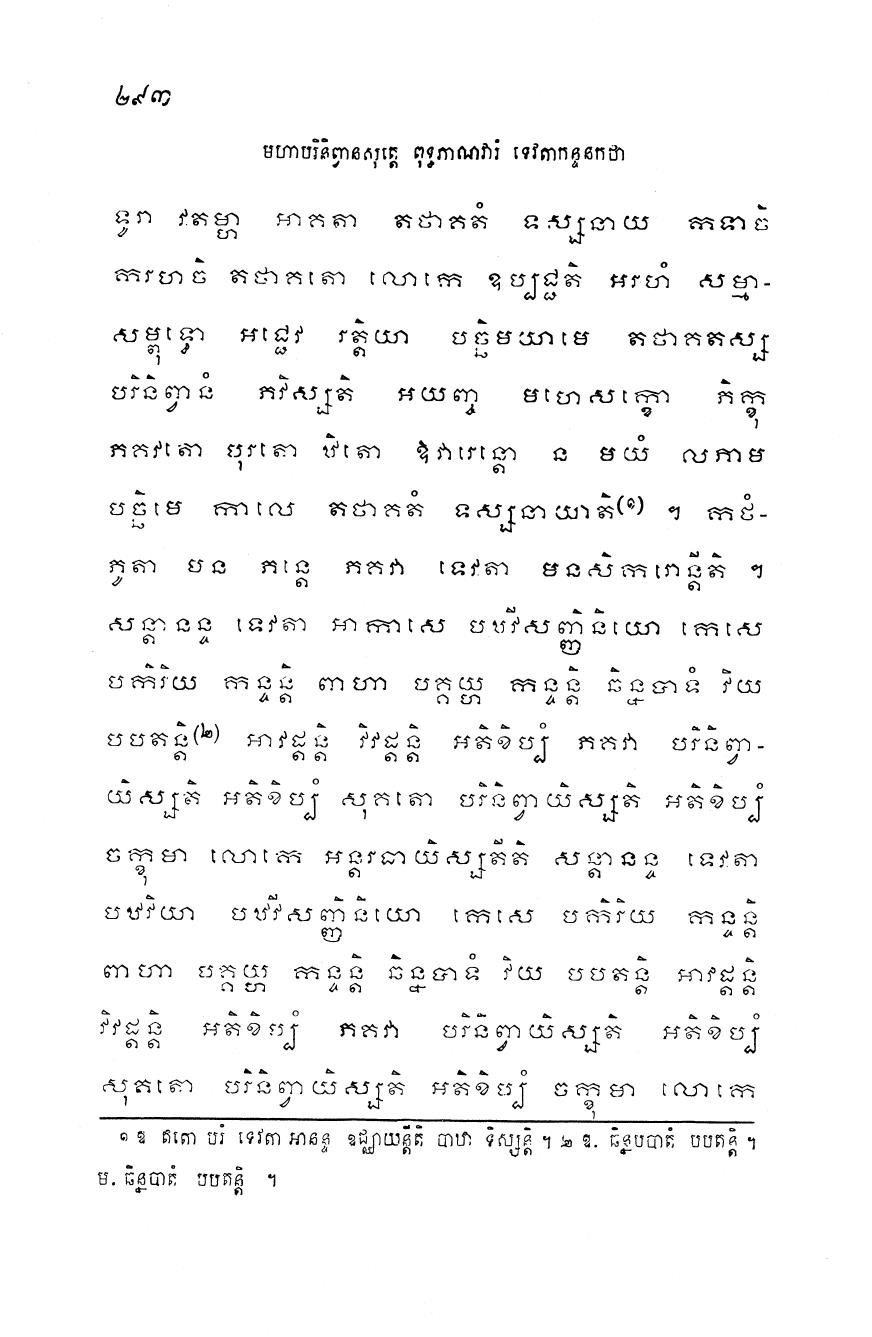 ២៩៣
មហាបរិនិព្វានសុត្តេ ពុទ្ធភាណវារំ ទេវតាកន្ទនកថា
ទូរា វតម្ហា អាគតា តថាគតំ ទស្សនាយ កទាចិ
ករហចិ តថាគតោ លោកេ ឧប្បជ្ជតិ អរហំ សម្មា-
សម្ពុទ្ធោ អជ្ជេវ រត្តិយា បច្ឆិមយាមេ តថាគតស្ស
បរិនិព្វានំ ភវិស្សតិ អយញ្ច មហេសក្ខោ ភិក្ខុ
ភគវតោ បុរតោ ឋិតោ ឱវារេន្តោ ន មយំ លភាម
បច្ឆិមេ កាលេ តថាគតំ ទស្សនាយាតិ(១) ។ កថំ-
ភូតា បន ភន្តេ ភគវា ទេវតា មនសិករោន្តីតិ ។
សន្តានន្ទ ទេវតា អាកាសេ បឋវីសញ្ញិនិយោ កេសេ
បកិរិយ កន្ទន្តិ ពាហា បគ្គយ្ហ កន្ទន្តិ ឆិន្នបាទំ វិយ
បបតន្តិ(២) អាវដ្តន្តិ វិវដ្តន្តិ អតិខិប្បំ ភគវា បរិនិព្វា-
យិស្សតិ អតិខិប្បំ សុគតោ បរិនិព្វាយិស្សតិ អតិខិប្បំ
ចក្ខុមា លោកេ អន្តរធាយិស្សតីតិ សន្តានន្ទ ទេវតា
បឋវិយា បឋវីសញ្ញិនិយោ កេសេ បកិរិយ កន្ទន្តិ
ពាហា បគ្គយ្ហ កន្ទន្តិ ឆិន្នបាទំ វិយ បបតន្តិ អាវដ្តន្តិ
វិវដ្តន្តិ អតិខិប្បំ ភគវា បរិនិព្វាយិស្សតិ អតិខិប្បំ
សុគតោ បរិនិព្វាយិស្សតិ អតិខិប្បំ ចក្ខុមា លោកេ
១ ឱ ឥតោ បរំ ទេវតា អានន្ទ ឧជ្ឈាយន្តីតិ បាឋោ ទិស្សន្តិ ។ ២ ឱ. ឆិន្នបបាតំ បបតន្តិ ។
ម. ឆិន្នបាតំ បបតន្តិ ។